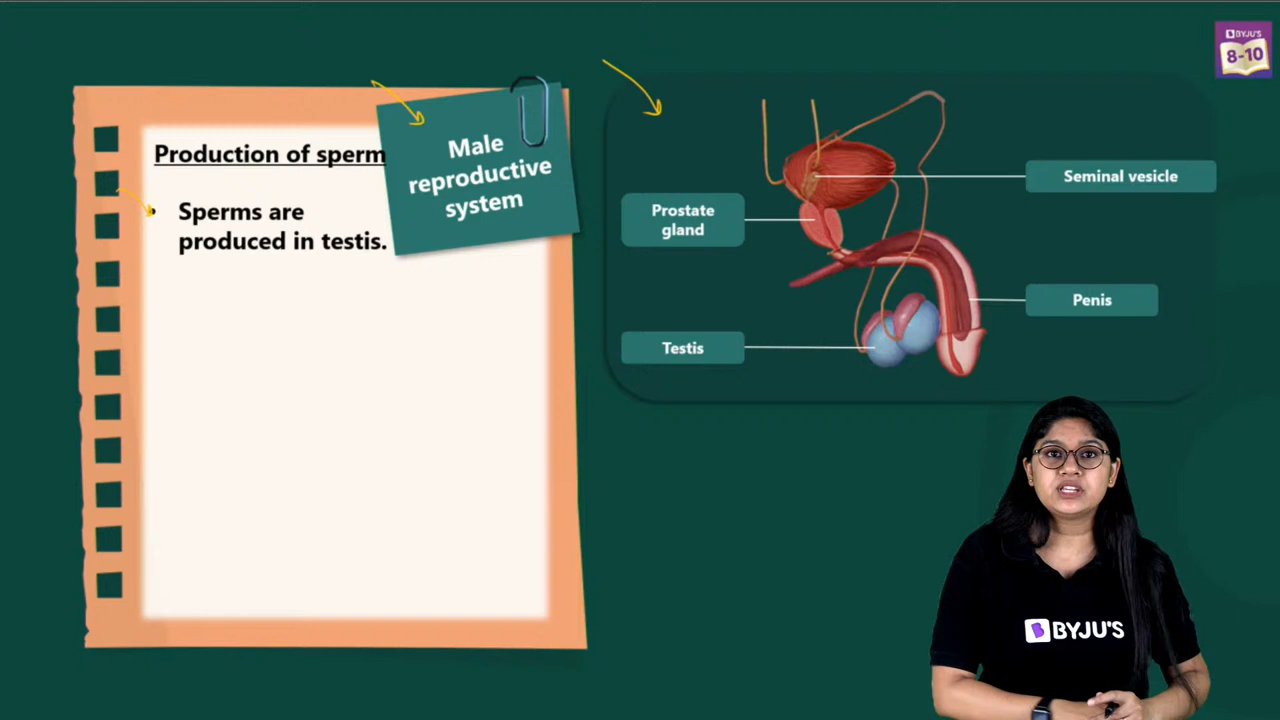 BYJU'S
8-10
Production of sperm
Male
reproductive
system
Sperms are
produced in testis.
Seminal vesicle
Prostate
gland
Penis
Testis
BYJU'S